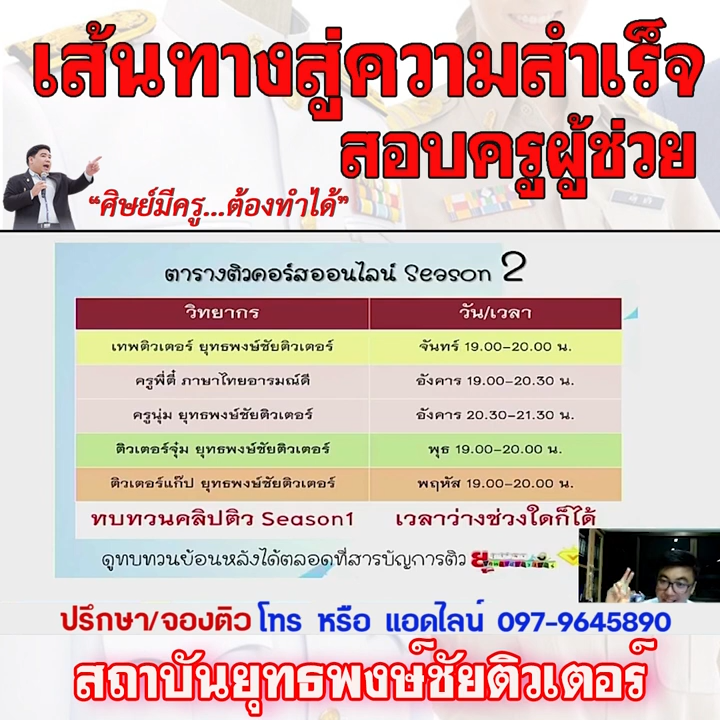 เส้นทางสู่ความสำเร็จ
สอบครูผู้ช่วย
“ศิษย์มีครู...ต้องทำได้”
ตารางติวคอร์สออนไลน์ Season 2
วิทยากร วัน/เวลา
เทพติวเตอร์ ยุทธพงษ์ชัยติวเตอร์ จันทร์ 19.00-20.00 น.
ครูพี่ตี๋ ภาษาไทยอารมณ์ดี อังคาร 19.00-20.30 น.
ครูนุ่ม ยุทธพงษ์ชัยติวเตอร์ อังคาร 20.30-21.30 น.
ติวเตอร์จุ๋ม ยุทธพงษ์ชัยติวเตอร์ พุธ 19.00-20.00 น.
ติวเตอร์แก๊ป ยุทธพงษ์ชัยติวเตอร์ พฤหัส 19.00-20.00 น.
ทบทวนคลิปติว Season1 เวลาว่างช่วงใดก็ได้
ดูทบทวนย้อนหลังได้ตลอดที่สารบัญการติว
ปรึกษา/จองติว โทร หรือ แอดไลน์ 097-9645890
สถาบันยุทธพงษ์ชัยติวเตอร์